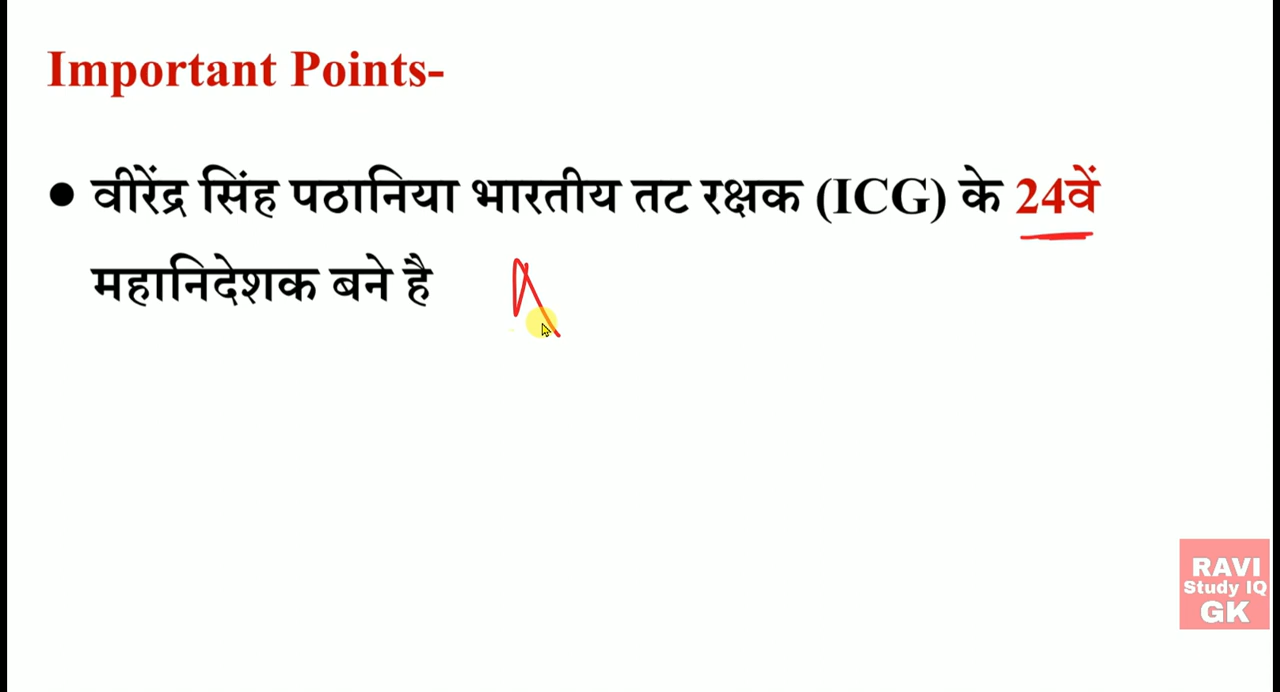 Important Points-
● वीरेंद्र सिंह पठानिया भारतीय तट रक्षक (ICG) के 24वें
महानिदेशक बने है
RAVI
Study IQ
GK